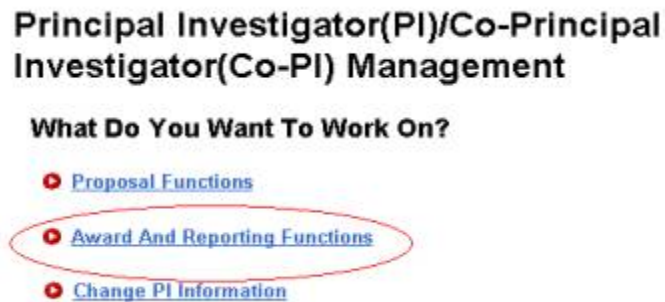 Principal Investigator(PI)/Co-Principal
Investigator(Co-PI) Management
What Do You Want To Work On?
Proposal Functions
Award And Reporting Functions
Change PI Information